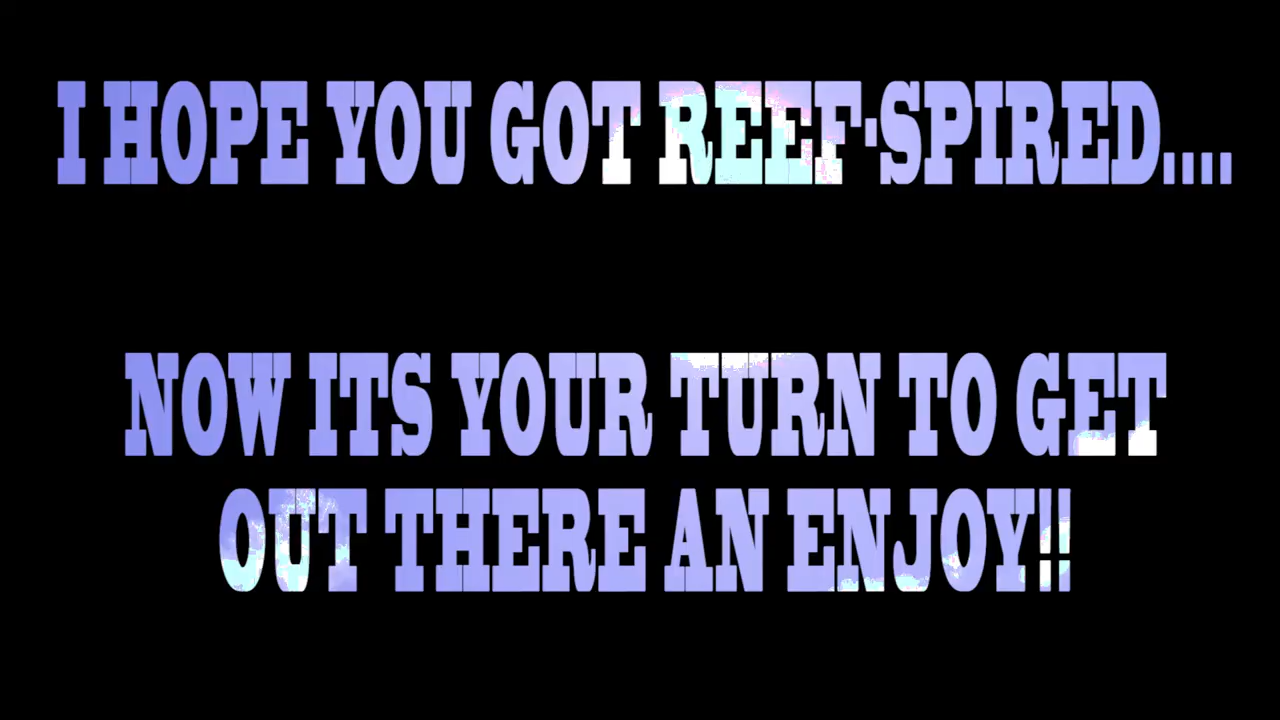 I HOPE YOU GOT REEF-SPIRED....
NOW ITS YOUR TURN TO GET
OUT THERE AN ENJOY!!